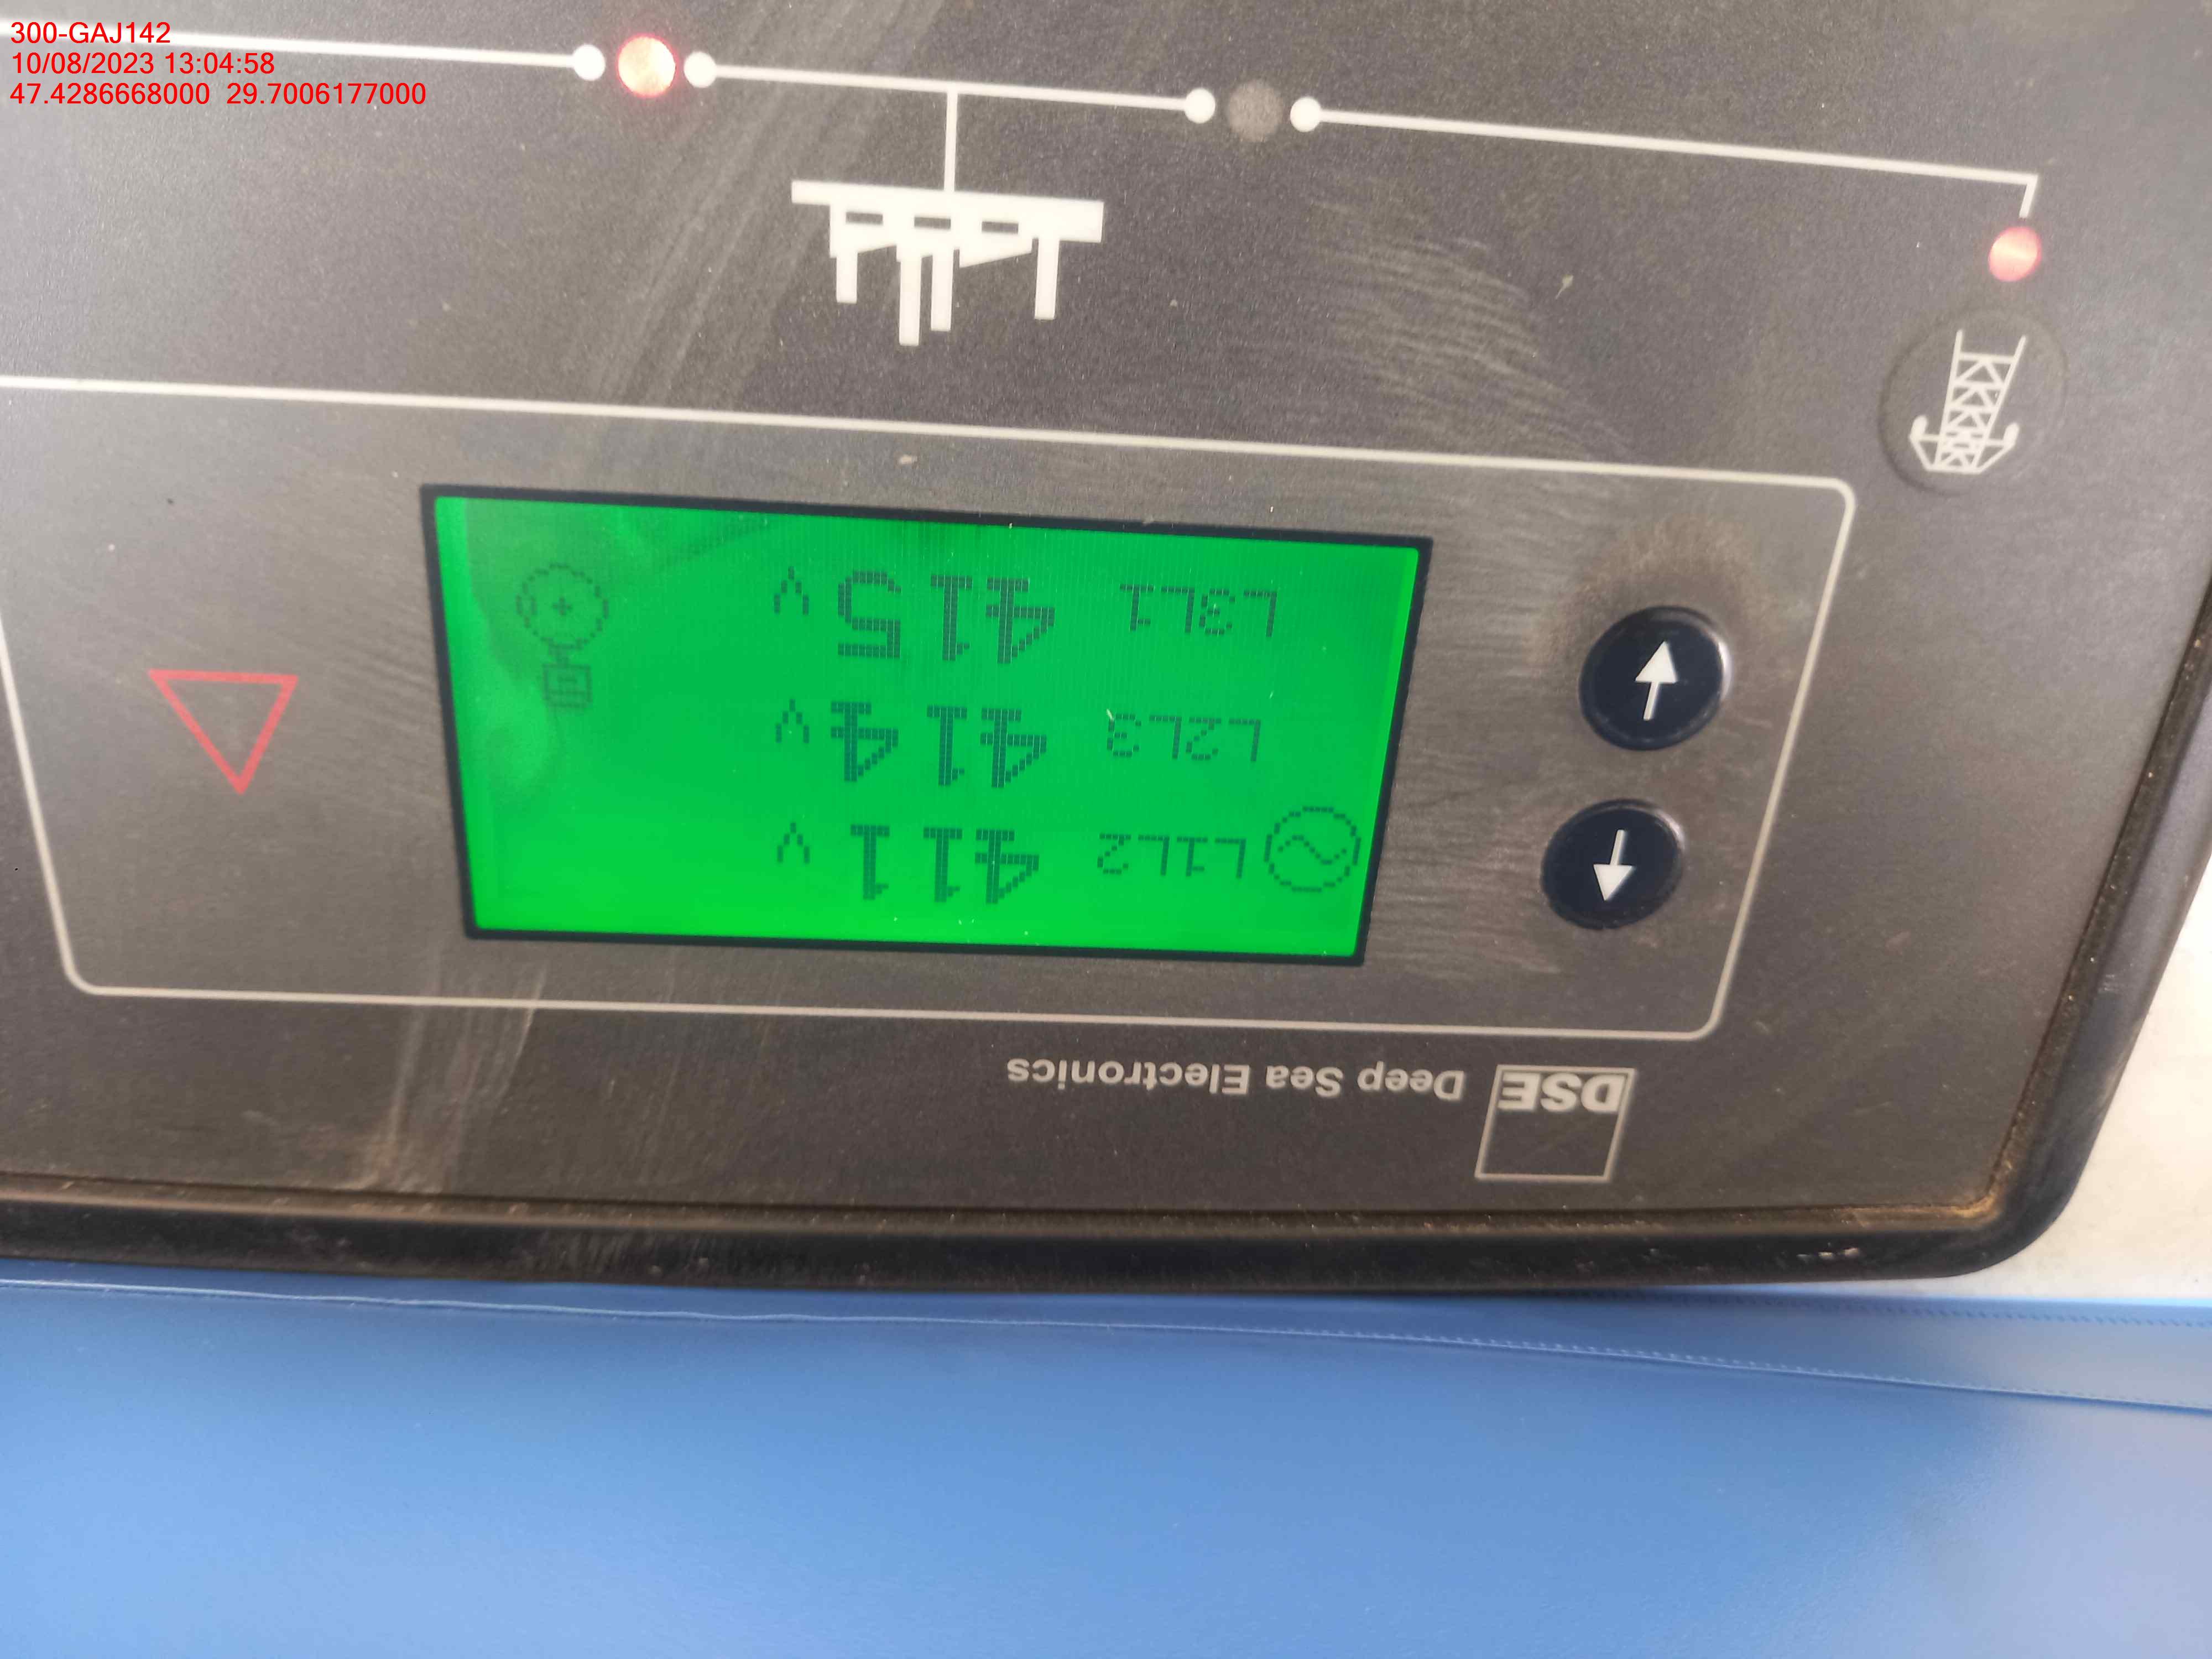 300-GAJ142
10/08/2023 13:04:58
47.4286668000 29.7006177000
DSE Deep Sea Electronics
L1L2 411 V
L2L3 414 V
L3L1 415 V